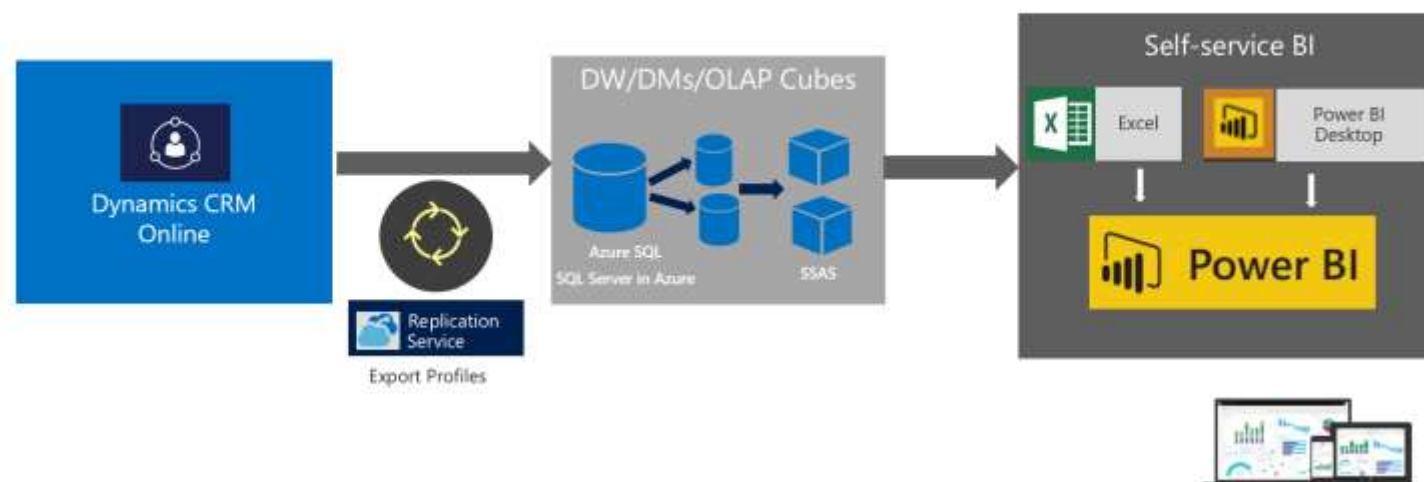 Dynamics CRM
Online
Replication
Service
Export Profiles
DW/DMs/OLAP Cubes
Azure SQL
SQL Server in Azure
SSAS
Self-service BI
X
Excel
Power BI
Desktop
Power BI